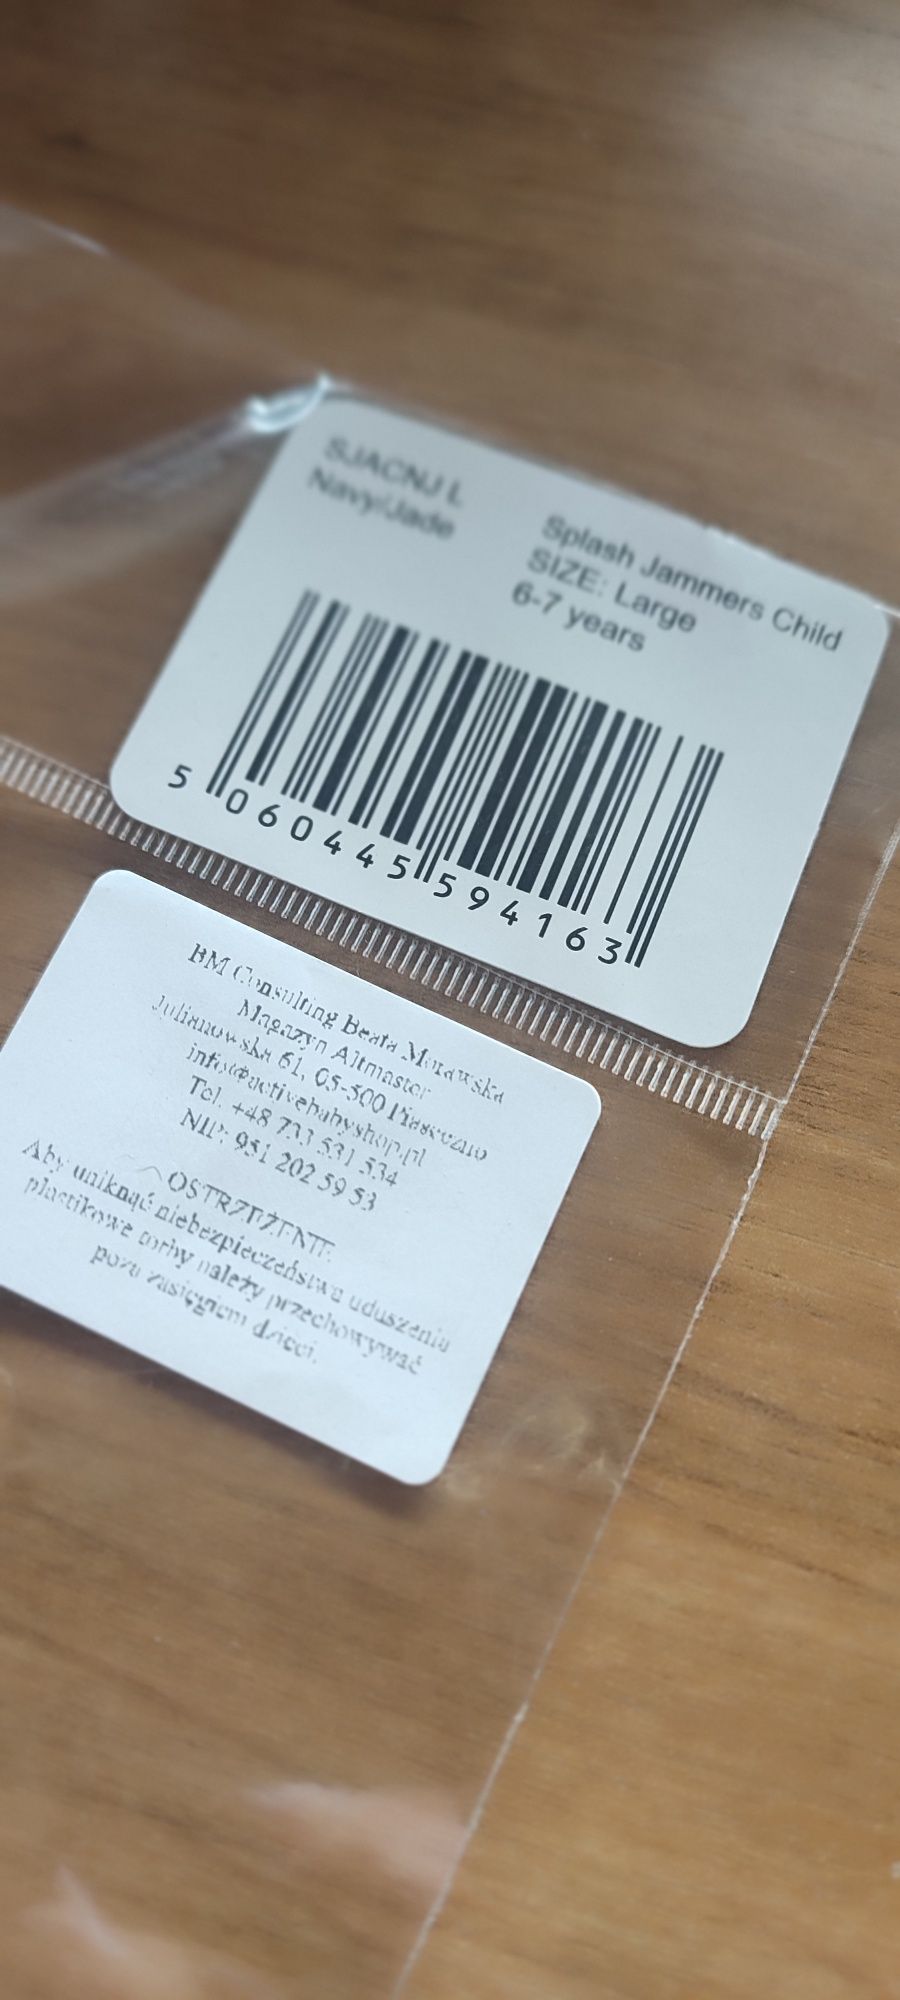 SJACNJ L
Navy/Jade
Splash Jammers Child
SIZE: Large
6-7 years
5 060445 594163
BM Consulting Beata Morawska
Magazyn Altmaster
Julianowska 61, 05-500 Piaseczno
info@activebabyshop.pl
Tel. +48 733 531 534
NIP: 951 202 59 53
OSTRZEŻENIE
Aby uniknąć niebezpieczeństwa uduszenia
plastikowe torby należy przechowywać
poza zasięgiem dzieci.